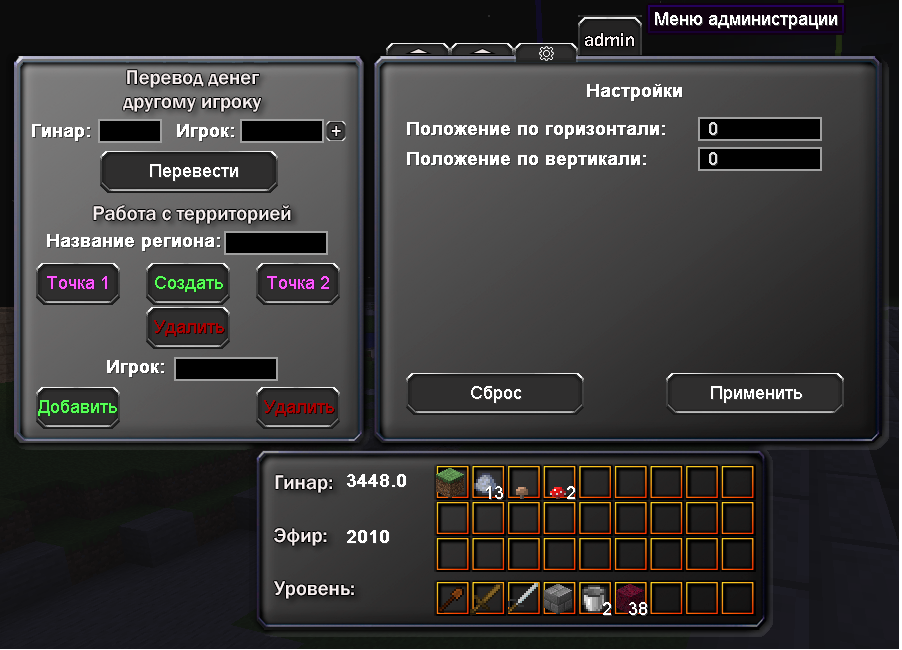 Меню администрации
admin
Перевод денег
другому игроку
Гинар:
Игрок:
+
Перевести
Работа с территорией
Название региона:
Точка 1
Создать
Точка 2
Удалить
Игрок:
Добавить
Удалить
Настройки
Положение по горизонтали: 0
Положение по вертикали: 0
Сброс
Применить
Гинар: 3448.0
Эфир: 2010
Уровень:
13
2
2
38